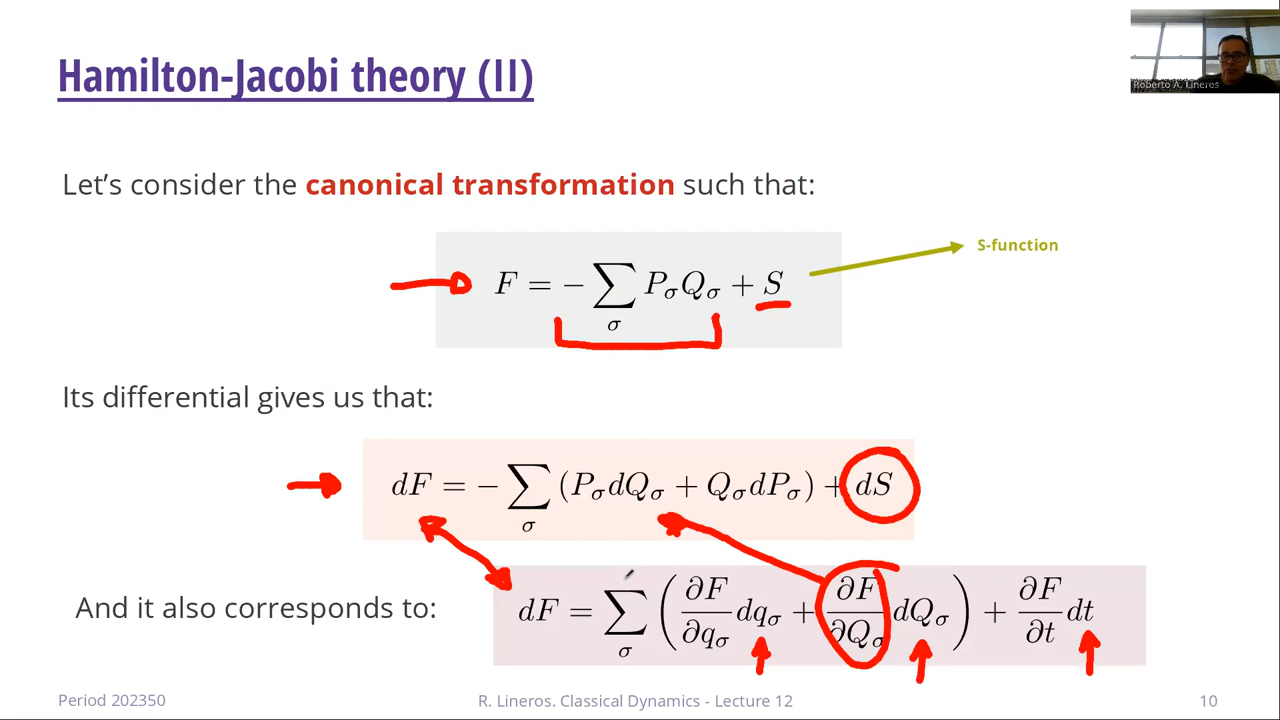 Hamilton-Jacobi theory (II)
Roberto A. Lineros
Let's consider the canonical transformation such that:
F = − ∑_σ P_σ Q_σ + S
S-function
Its differential gives us that:
dF = − ∑_σ (P_σ dQ_σ + Q_σ dP_σ) + dS
And it also corresponds to:
dF = ∑_σ (∂F/∂q_σ dq_σ + ∂F/∂Q_σ dQ_σ) + ∂F/∂t dt
Period 202350
R. Lineros. Classical Dynamics - Lecture 12
10